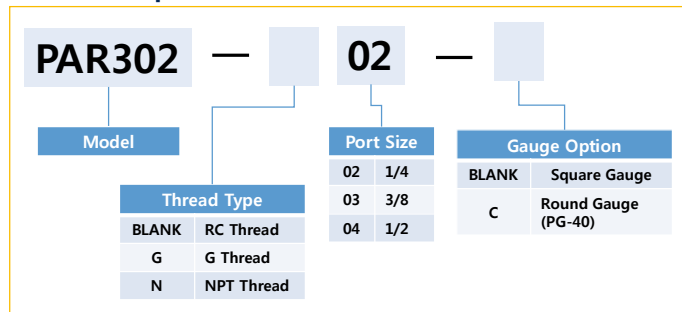 PAR302 — 02 —
Model
Thread Type
BLANK RC Thread
G G Thread
N NPT Thread
Port Size
02 1/4
03 3/8
04 1/2
Gauge Option
BLANK Square Gauge
C Round Gauge
(PG-40)